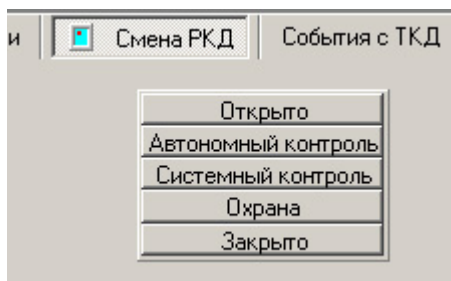 и Смена РКД События с ТКД
Открыто
Автономный контроль
Системный контроль
Охрана
Закрыто